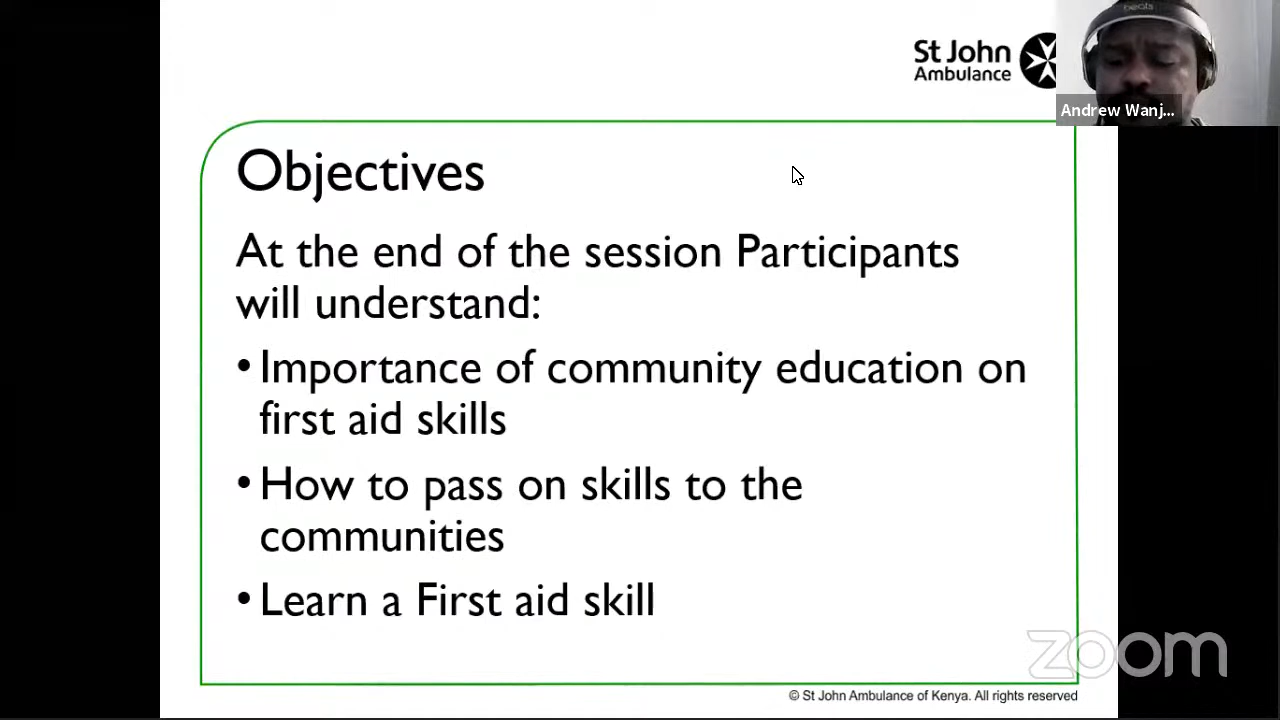 beats
St John
Ambulance
Andrew Wanj...
Objectives
At the end of the session Participants
will understand:
•Importance of community education on
first aid skills
•How to pass on skills to the
communities
•Learn a First aid skill
zoom
© St John Ambulance of Kenya. All rights reserved